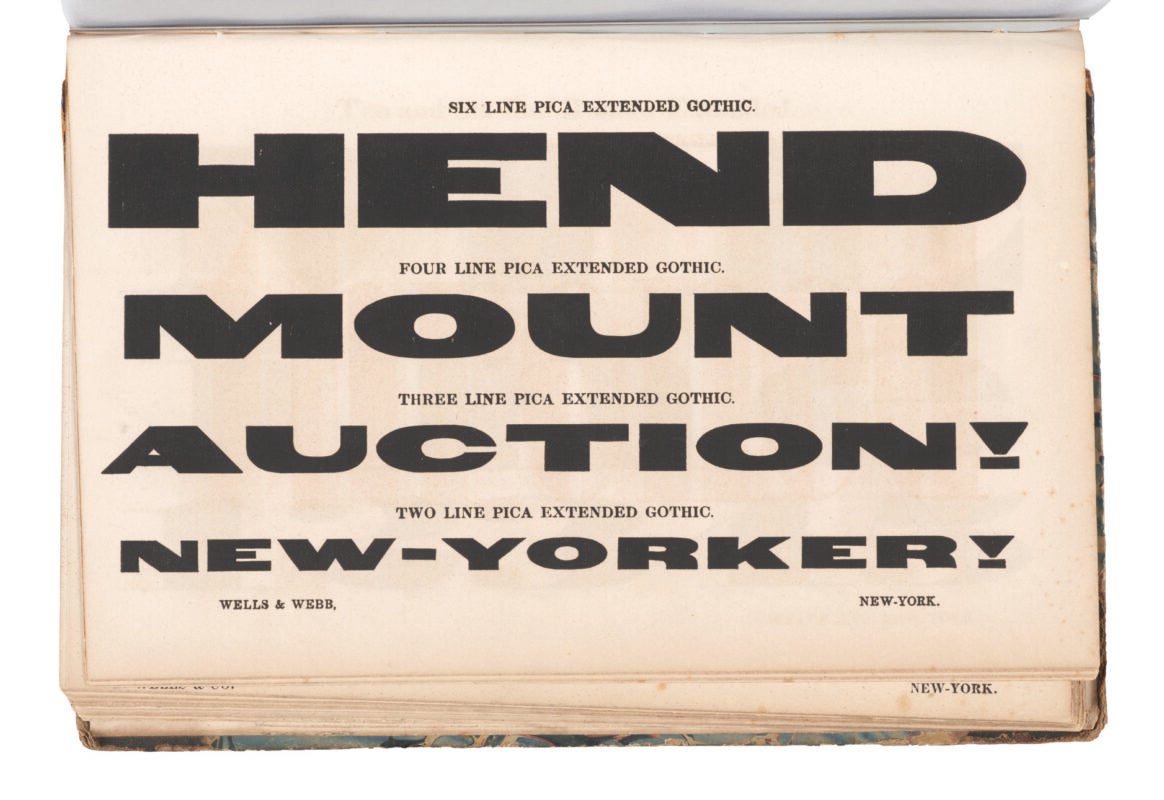 SIX LINE PICA EXTENDED GOTHIC.
HEND
FOUR LINE PICA EXTENDED GOTHIC.
MOUNT
THREE LINE PICA EXTENDED GOTHIC.
AUCTION!
TWO LINE PICA EXTENDED GOTHIC.
NEW-YORKER!
WELLS & WEBB, NEW-YORK.
NEW-YORK.